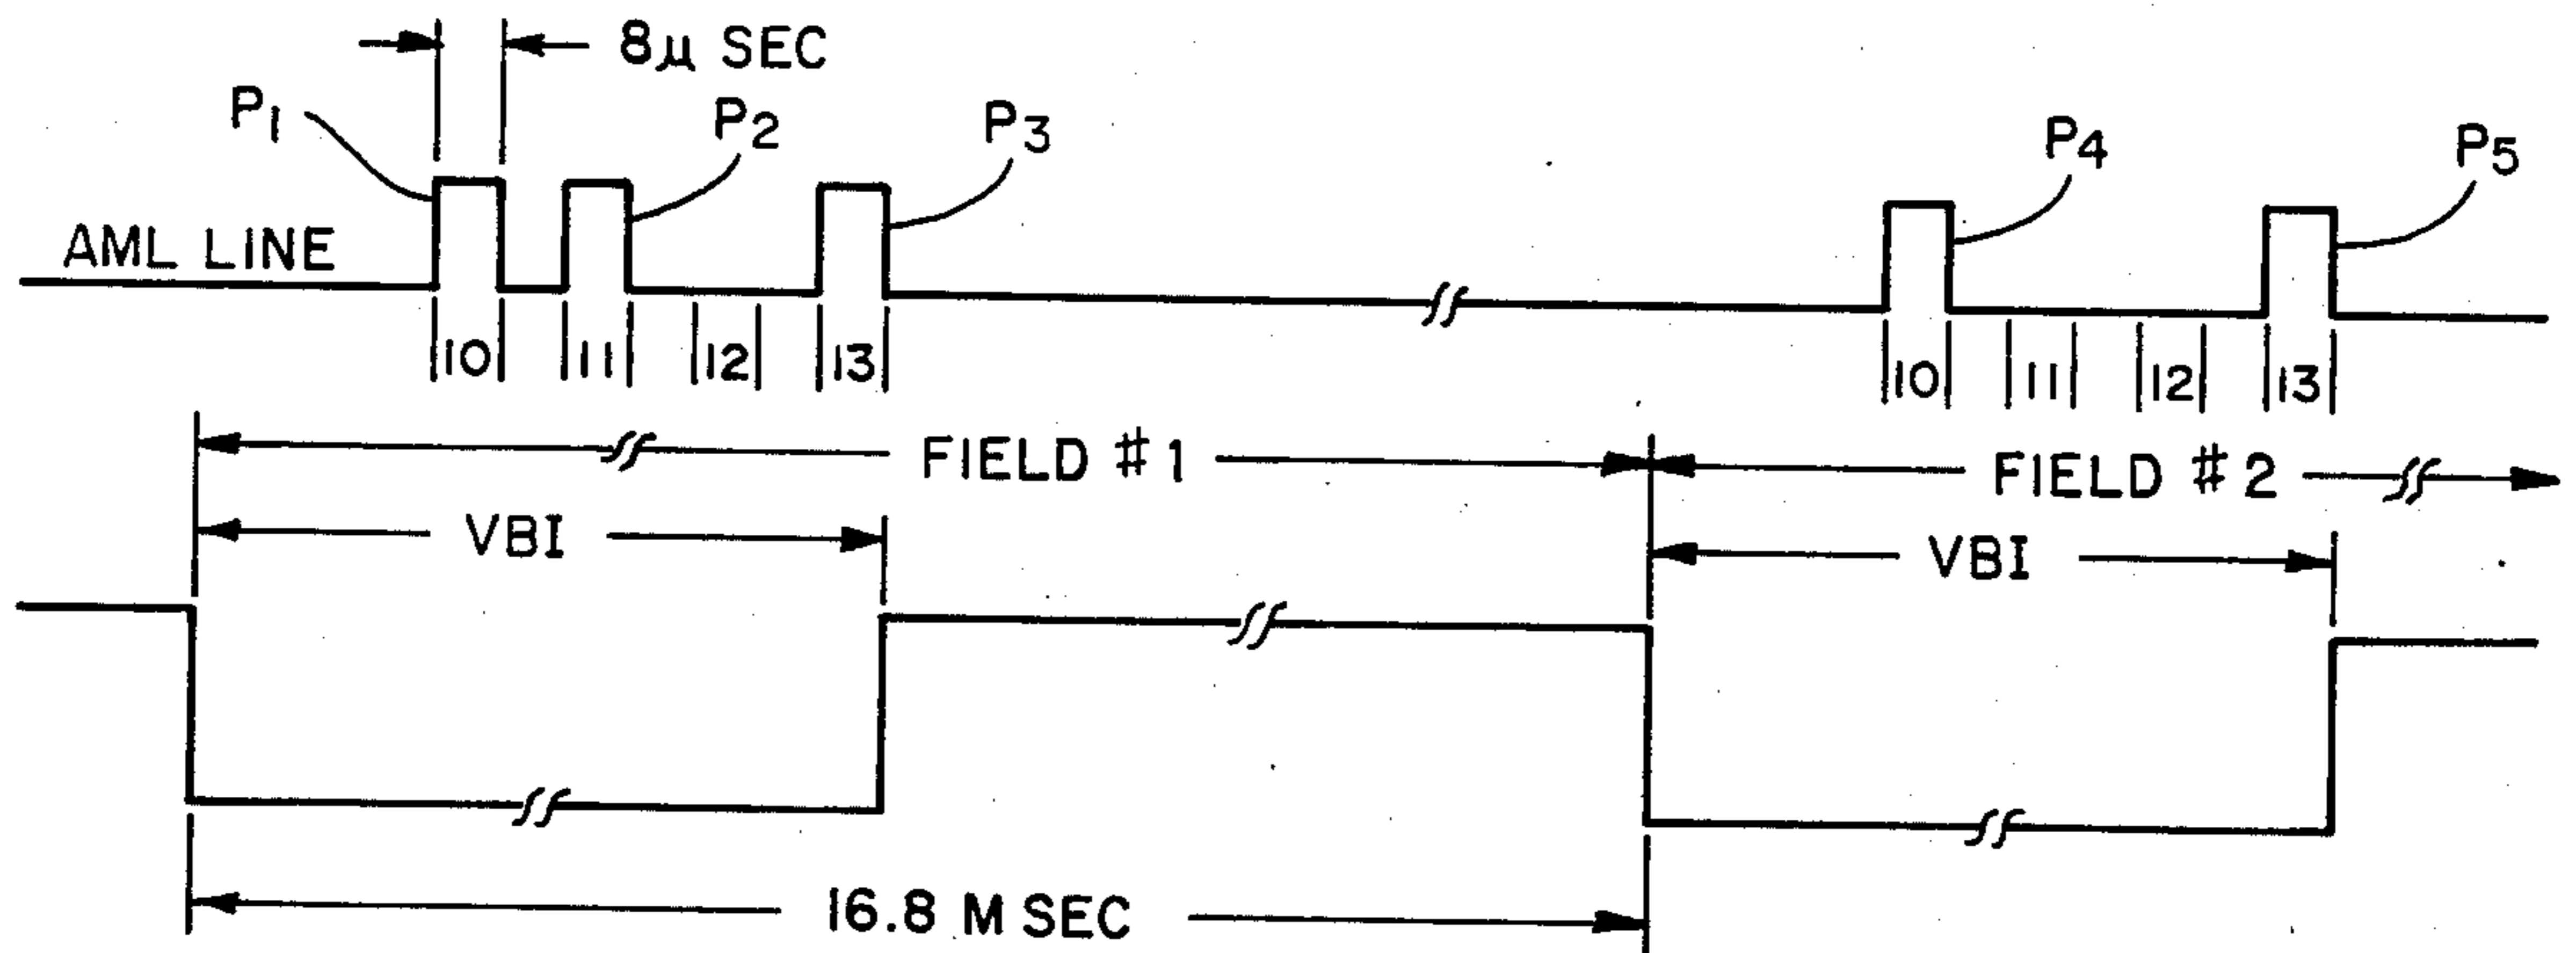 8μ SEC
P1
P2
P3
P4
P5
AML LINE
10
11
12
13
10
11
12
13
FIELD #1
FIELD #2
VBI
VBI
16.8 M SEC